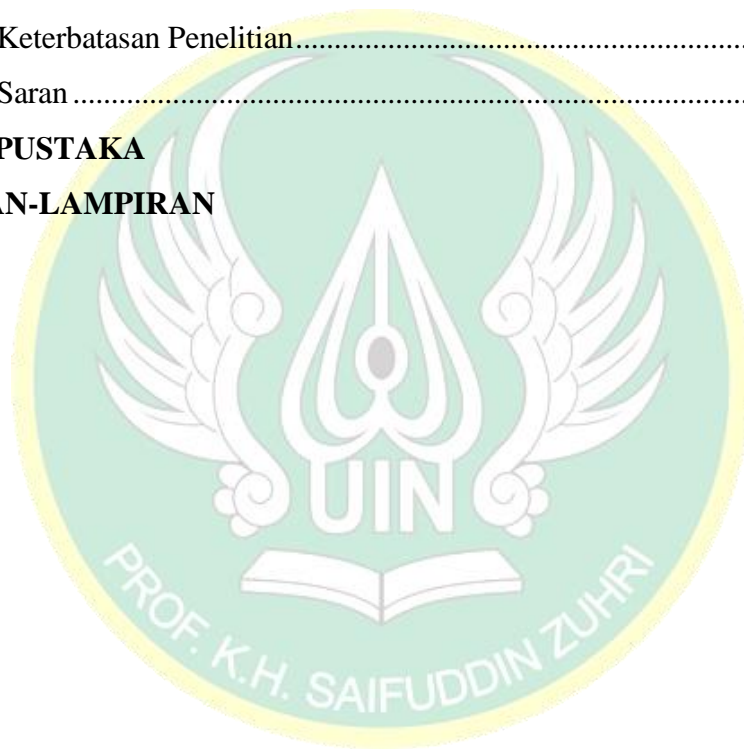 Keterbatasan Penelitian.......................................................
Saran....................................................................................
PUSTAKA
AN-LAMPIRAN
UIN
PROF. K.H. SAIFUDDIN ZUHRI